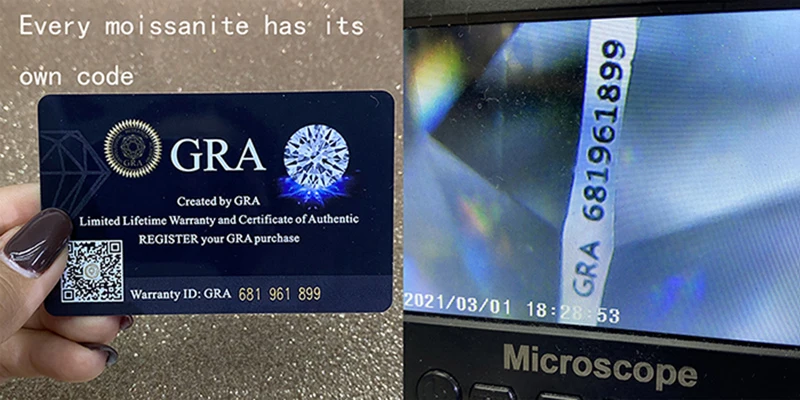 Every moissanite has its
own code
GRA
GRA
Created by GRA
Limited Lifetime Warranty and Certificate of Authentic
REGISTER your GRA purchase
Warranty ID: GRA 681 961 899
GRA 681961899
2021/03/01 18:28:53
Microscope